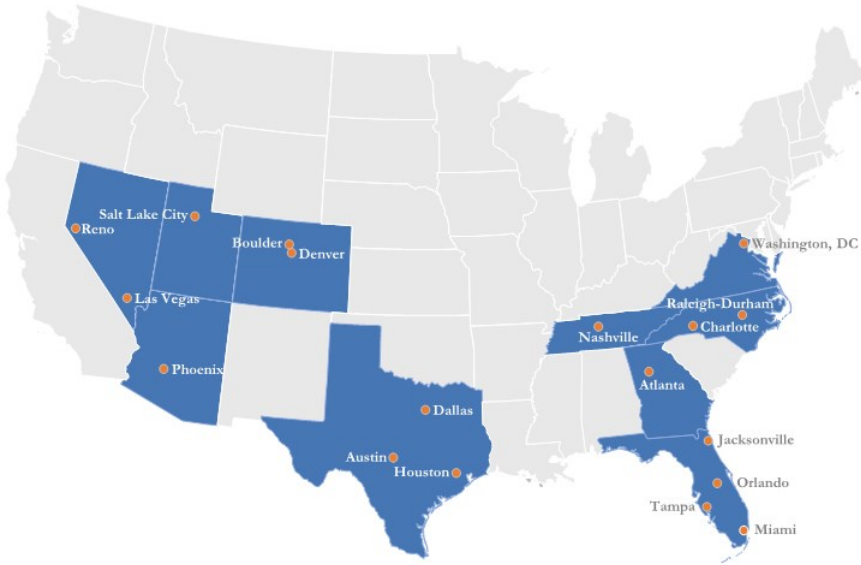 Salt Lake City
Reno
Boulder
Denver
Washington, DC
Las Vegas
Raleigh-Durham
Charlotte
Nashville
Phoenix
Atlanta
Dallas
Jacksonville
Austin
Houston
Orlando
Tampa
Miami